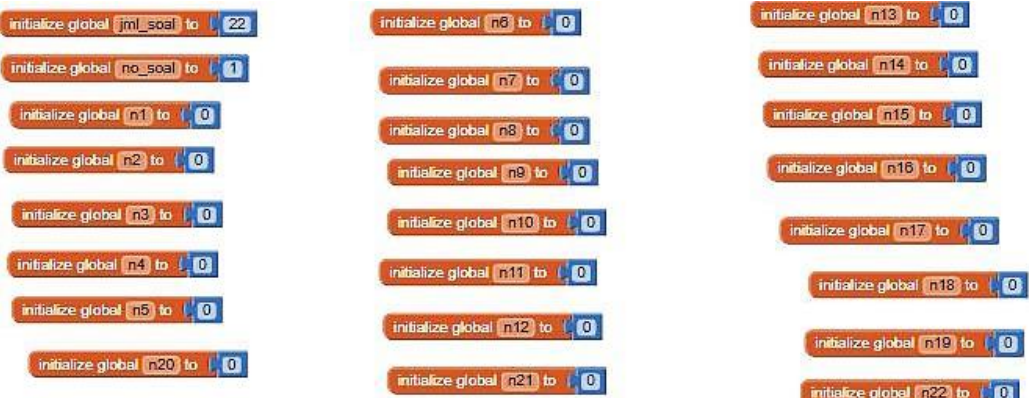 initialize global jml_soal to 22
initialize global no_soal to 1
initialize global n1 to 0
initialize global n2 to 0
initialize global n3 to 0
initialize global n4 to 0
initialize global n5 to 0
initialize global n20 to 0
initialize global n6 to 0
initialize global n7 to 0
initialize global n8 to 0
initialize global n9 to 0
initialize global n10 to 0
initialize global n11 to 0
initialize global n12 to 0
initialize global n21 to 0
initialize global n13 to 0
initialize global n14 to 0
initialize global n15 to 0
initialize global n16 to 0
initialize global n17 to 0
initialize global n18 to 0
initialize global n19 to 0
initialize global n22 to 0